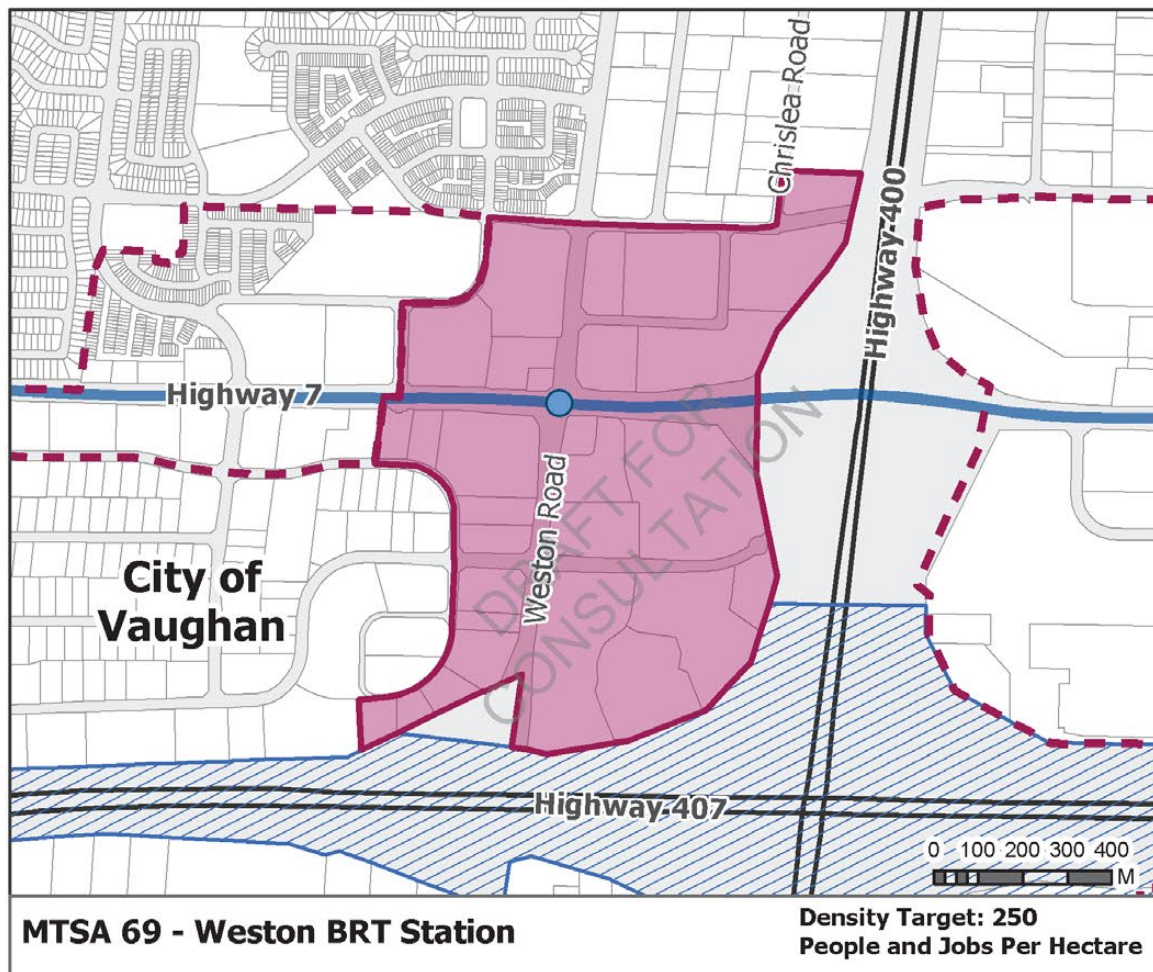 Chrislea Road
Highway 400
Highway 7
Weston Road
DRAFT FOR
CONSULTATION
City of
Vaughan
Highway 407
0 100 200 300 400
M
MTSA 69 - Weston BRT Station
Density Target: 250
People and Jobs Per Hectare